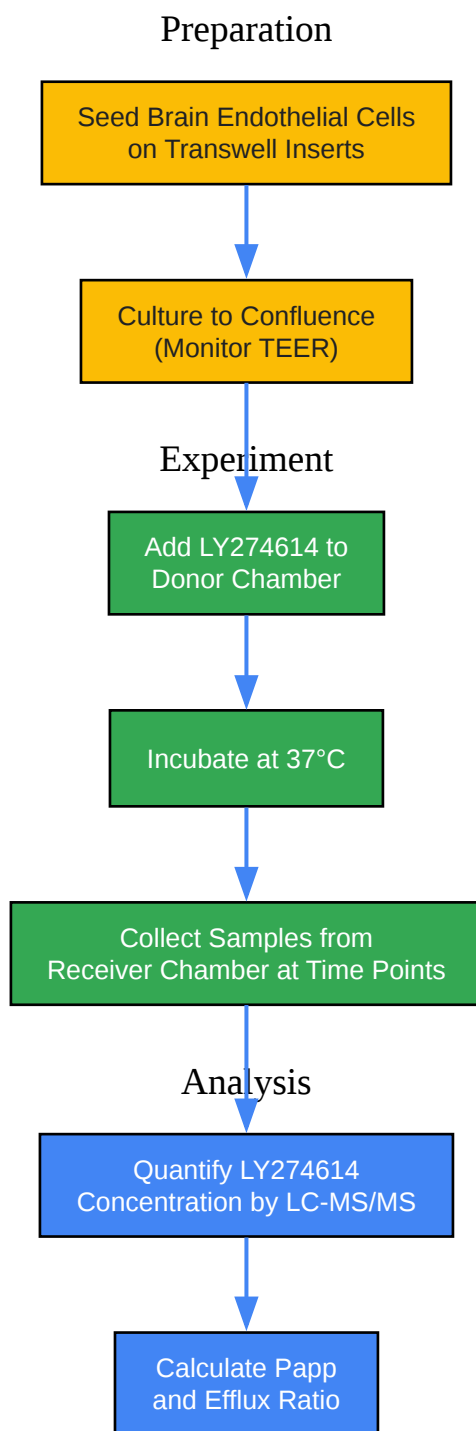 Preparation
Seed Brain Endothelial Cells
on Transwell Inserts
Culture to Confluence
(Monitor TEER)
Experiment
Add LY274614 to
Donor Chamber
Incubate at 37°C
Collect Samples from
Receiver Chamber at Time Points
Analysis
Quantify LY274614
Concentration by LC-MS/MS
Calculate Papp
and Efflux Ratio